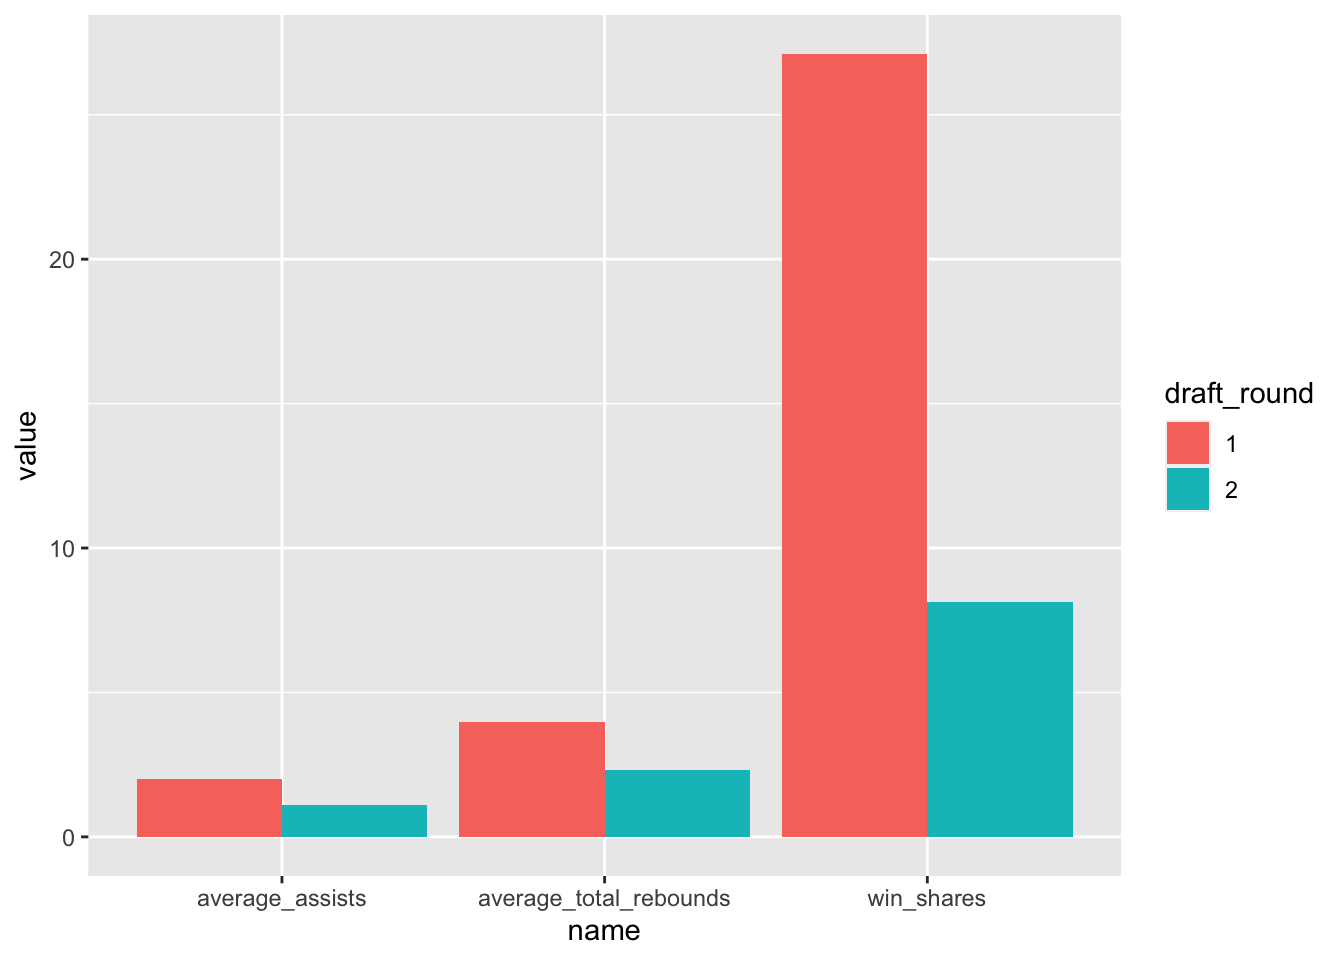 value
20
10
0
average_assists
average_total_rebounds
win_shares
name
draft_round
1
2